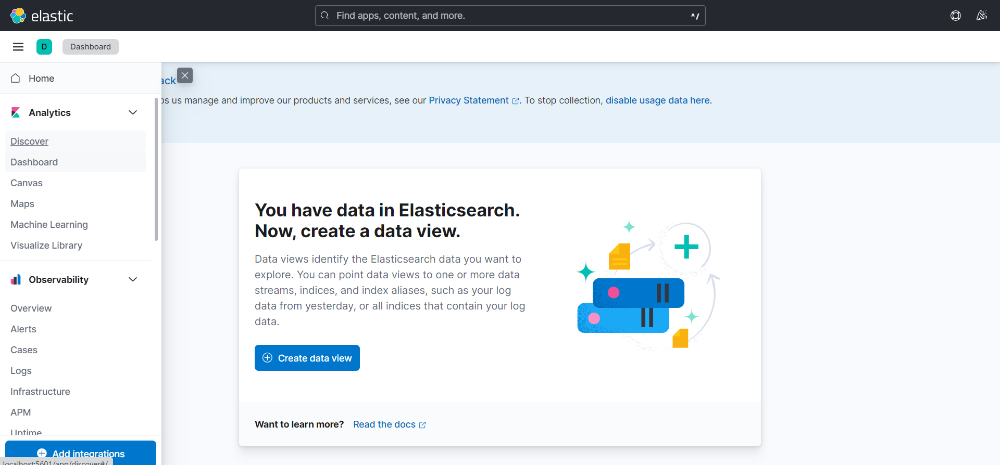 elastic
Find apps, content, and more.
^/
D
Dashboard
Home
ack
os us manage and improve our products and services, see our Privacy Statement. To stop collection, disable usage data here.
Analytics
Discover
Dashboard
Canvas
Maps
Machine Learning
Visualize Library
Observability
Overview
Alerts
Cases
Logs
Infrastructure
APM
Uptime
Add integrations
localhost:5601/app/discover#/
You have data in Elasticsearch.
Now, create a data view.
Data views identify the Elasticsearch data you want to
explore. You can point data views to one or more data
streams, indices, and index aliases, such as your log
data from yesterday, or all indices that contain your log
data.
Create data view
Want to learn more? Read the docs